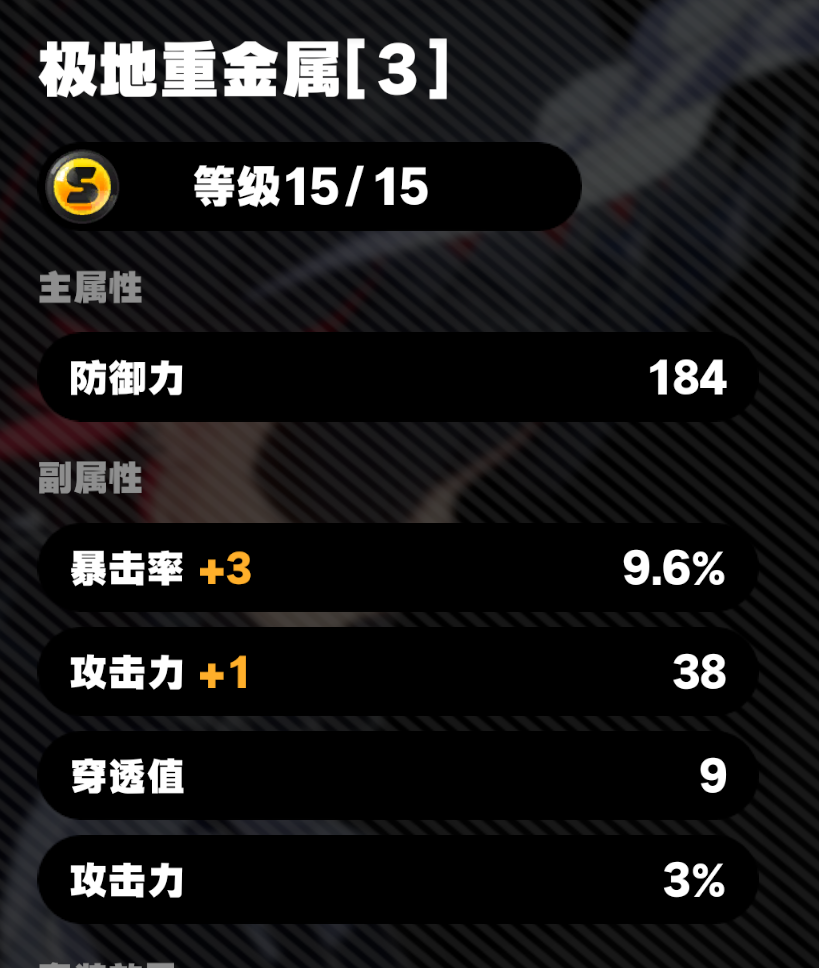 极地重金属[3]
S 等级15/15
主属性
防御力 184
副属性
暴击率 +3 9.6%
攻击力 +1 38
穿透值 9
攻击力 3%